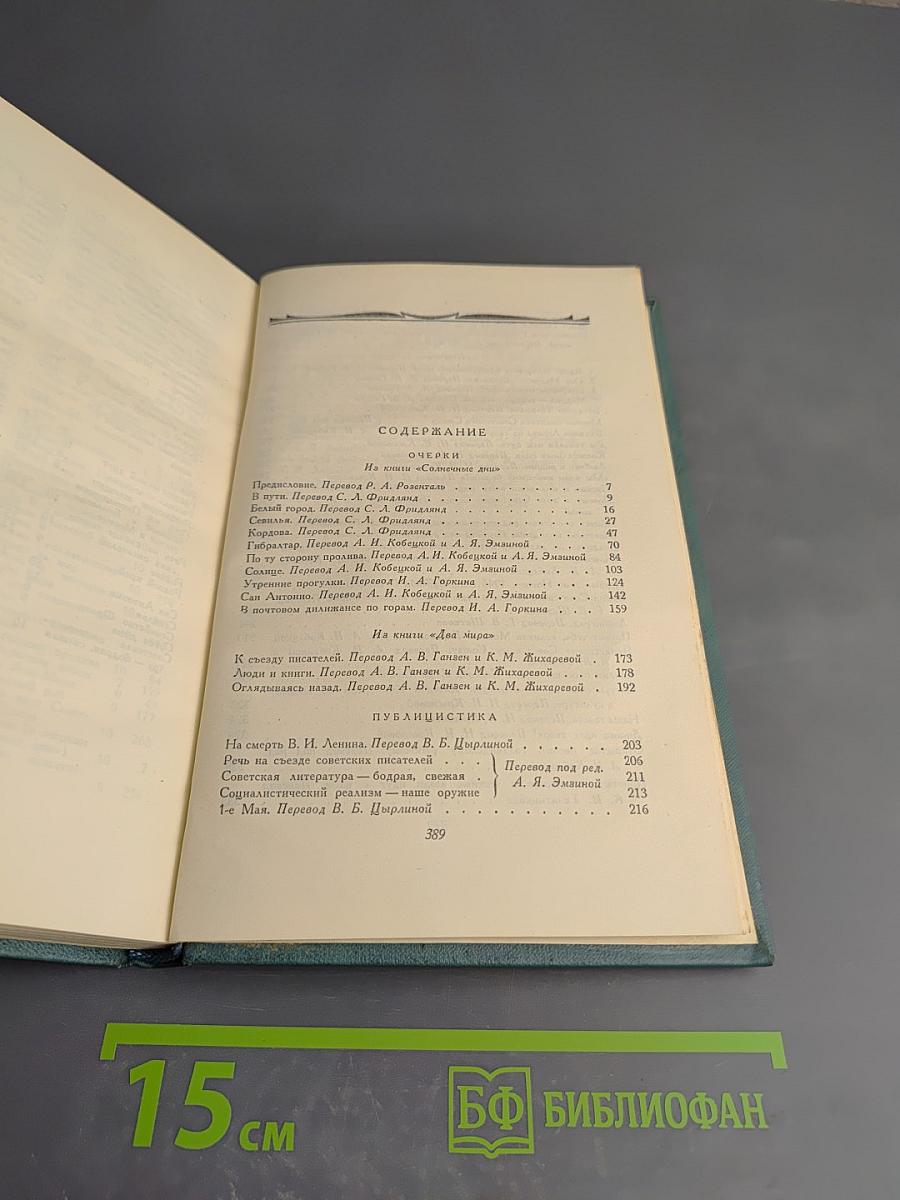 СОДЕРЖАНИЕ
ОЧЕРКИ
Из книги «Солнечные дни»
Предисловие. Перевод Р. А. Розенталь . . . . . . . . . . 7
В пути. Перевод С. Л. Фридлянд . . . . . . . . . . . . 9
Белый город. Перевод С. Л. Фридлянд . . . . . . . . . . 16
Севилья. Перевод С. Л. Фридлянд . . . . . . . . . . . 27
Кордова. Перевод С. Л. Фридлянд . . . . . . . . . . . 47
Гибралтар. Перевод А. И. Кобецкой и А. Я. Эмзиной . . . . 70
По ту сторону пролива. Перевод А. И. Кобецкой и А. Я. Эмзиной 84
Солнце. Перевод А. И. Кобецкой и А. Я. Эмзиной . . . . . 103
Утренние прогулки. Перевод И. А. Горкина . . . . . . . . 124
Сан Антонио. Перевод А. И. Кобецкой и А. Я. Эмзиной . . . 142
В почтовом дилижансе по горам. Перевод И. А. Горкина . . . 159
Из книги «Два мира»
К съезду писателей. Перевод А. В. Ганзен и К. М. Жихаревой . 173
Люди и книги. Перевод А. В. Ганзен и К. М. Жихаревой . . . 178
Оглядываясь назад. Перевод А. В. Ганзен и К. М. Жихаревой . 192
ПУБЛИЦИСТИКА
На смерть В. И. Ленина. Перевод В. Б. Цырлиной . . . . . . 203
Речь на съезде советских писателей . . . 206
Советская литература — бодрая, свежая . Перевод под ред. 211
Социалистический реализм — наше оружие А. Я. Эмзиной 213
1-е Мая. Перевод В. Б. Цырлиной . . . . . . . . . . . 216
389
15 см
БФ БИБЛИОФАН